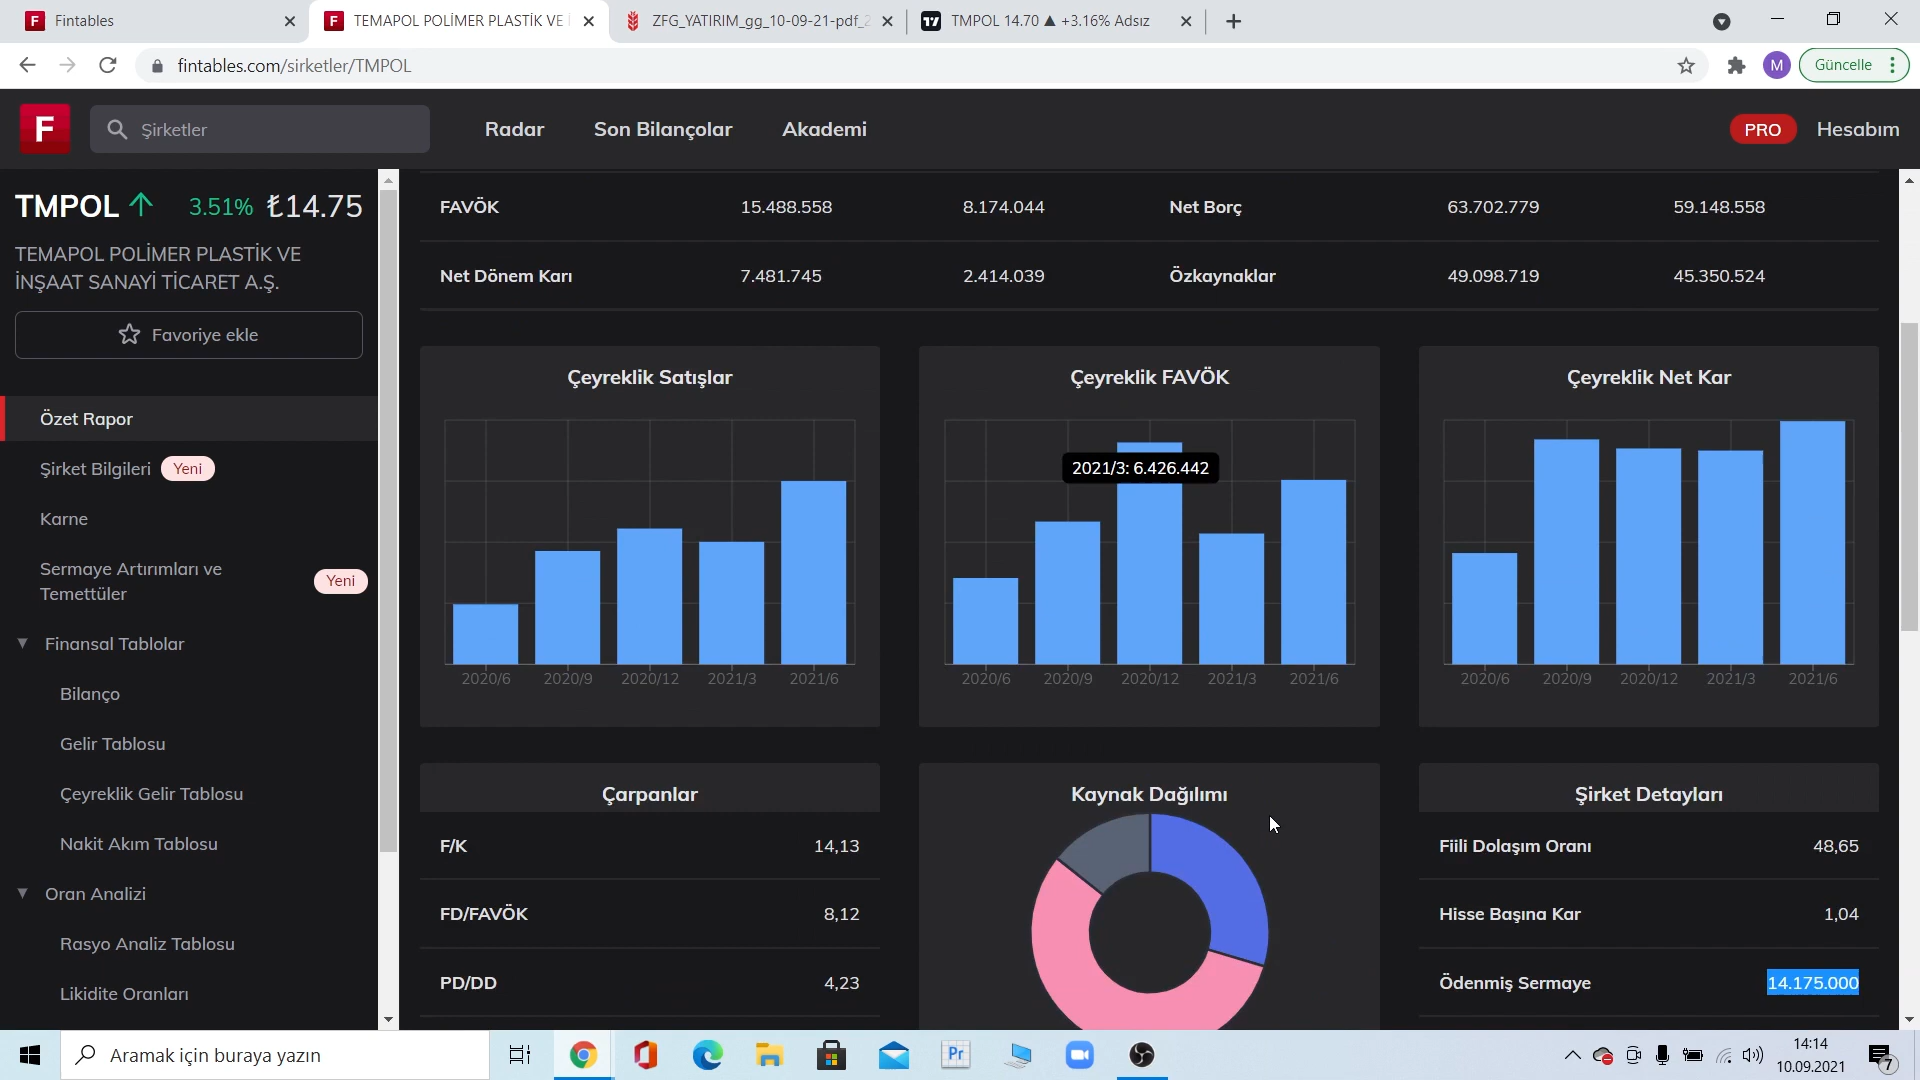 Fintables
TEMAPOL POLİMER PLASTİK VE İ
ZFG_YATIRIM_gg_10-09-21-pdf_2
TMPOL 14.70 ▲ +3.16% Adsız
fintables.com/sirketler/TMPOL
M
Güncelle
F
Şirketler
Radar
Son Bilançolar
Akademi
PRO
Hesabım
TMPOL
3.51%
₺14.75
TEMAPOL POLİMER PLASTİK VE
İNŞAAT SANAYİ TİCARET A.Ş.
Favoriye ekle
Özet Rapor
Şirket Bilgileri
Yeni
Karne
Sermaye Artırımları ve
Temettüler
Yeni
Finansal Tablolar
Bilanço
Gelir Tablosu
Çeyreklik Gelir Tablosu
Nakit Akım Tablosu
Oran Analizi
Rasyo Analiz Tablosu
Likidite Oranları
FAVÖK 15.488.558 8.174.044 Net Borç 63.702.779 59.148.558
Net Dönem Karı 7.481.745 2.414.039 Özkaynaklar 49.098.719 45.350.524
Çeyreklik Satışlar
2020/6 2020/9 2020/12 2021/3 2021/6
Çeyreklik FAVÖK
2021/3: 6.426.442
2020/6 2020/9 2020/12 2021/3 2021/6
Çeyreklik Net Kar
2020/6 2020/9 2020/12 2021/3 2021/6
Çarpanlar
F/K 14,13
FD/FAVÖK 8,12
PD/DD 4,23
Kaynak Dağılımı
Şirket Detayları
Fiili Dolaşım Oranı 48,65
Hisse Başına Kar 1,04
Ödenmiş Sermaye 14.175.000
Aramak için buraya yazın
Pr
14:14
10.09.2021
7